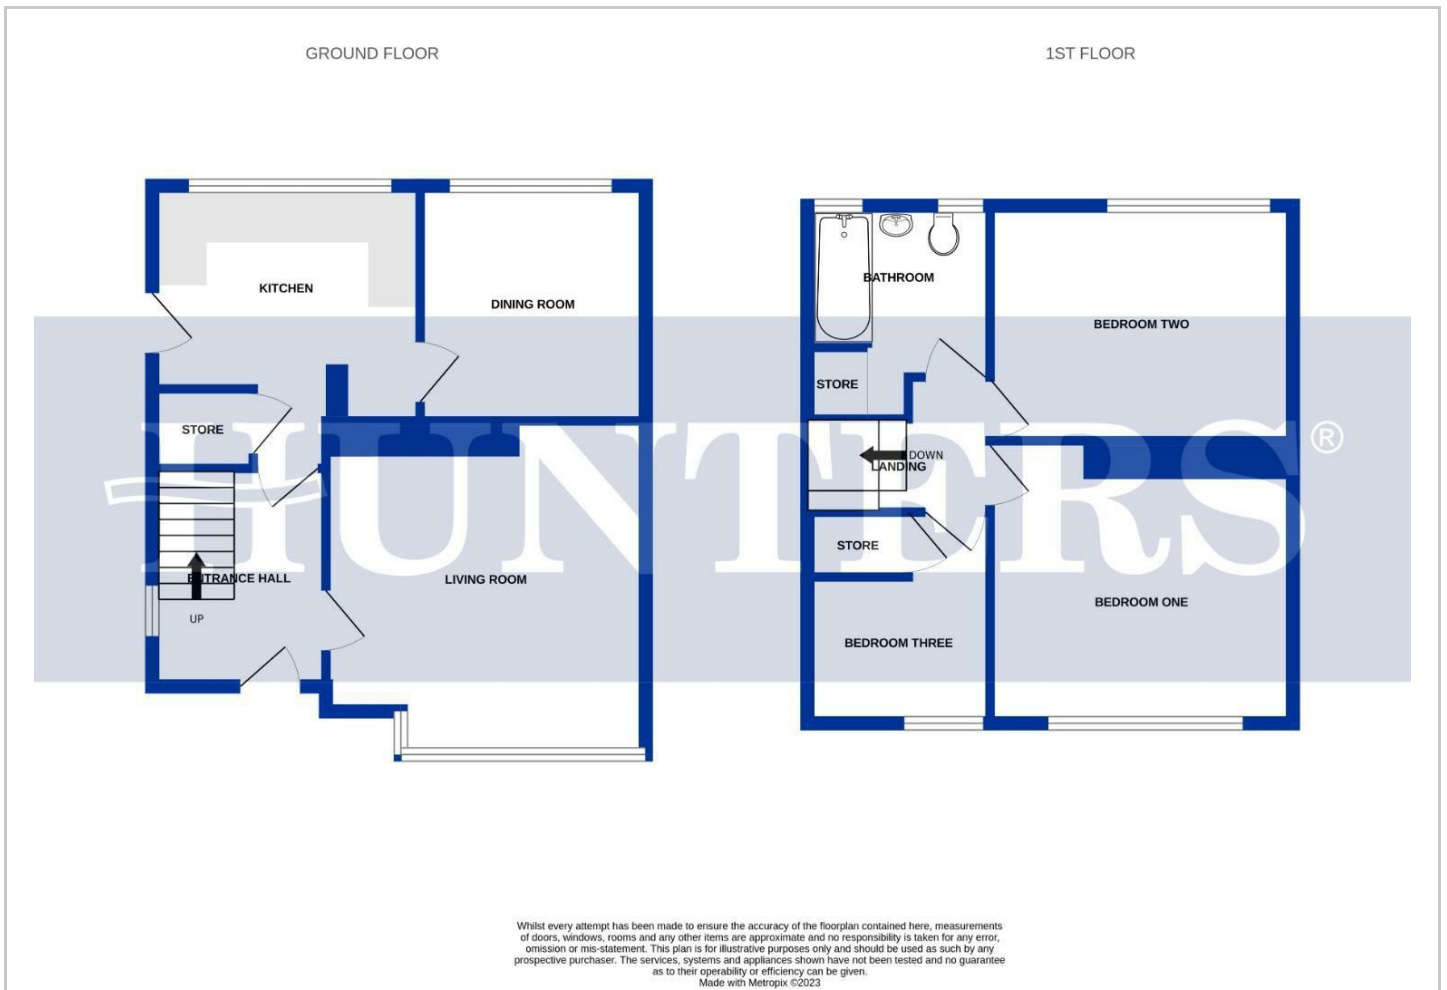 GROUND FLOOR
1ST FLOOR
KITCHEN
DINING ROOM
STORE
ENTRANCE HALL
UP
LIVING ROOM
BATHROOM
BEDROOM TWO
STORE
DOWN
LANDING
STORE
BEDROOM ONE
BEDROOM THREE
HUNTERS®
Whilst every attempt has been made to ensure the accuracy of the floorplan contained here, measurements
of doors, windows, rooms and any other items are approximate and no responsibility is taken for any error,
omission or mis-statement. This plan is for illustrative purposes only and should be used as such by any
prospective purchaser. The services, systems and appliances shown have not been tested and no guarantee
as to their operability or efficiency can be given.
Made with Metropix ©2023